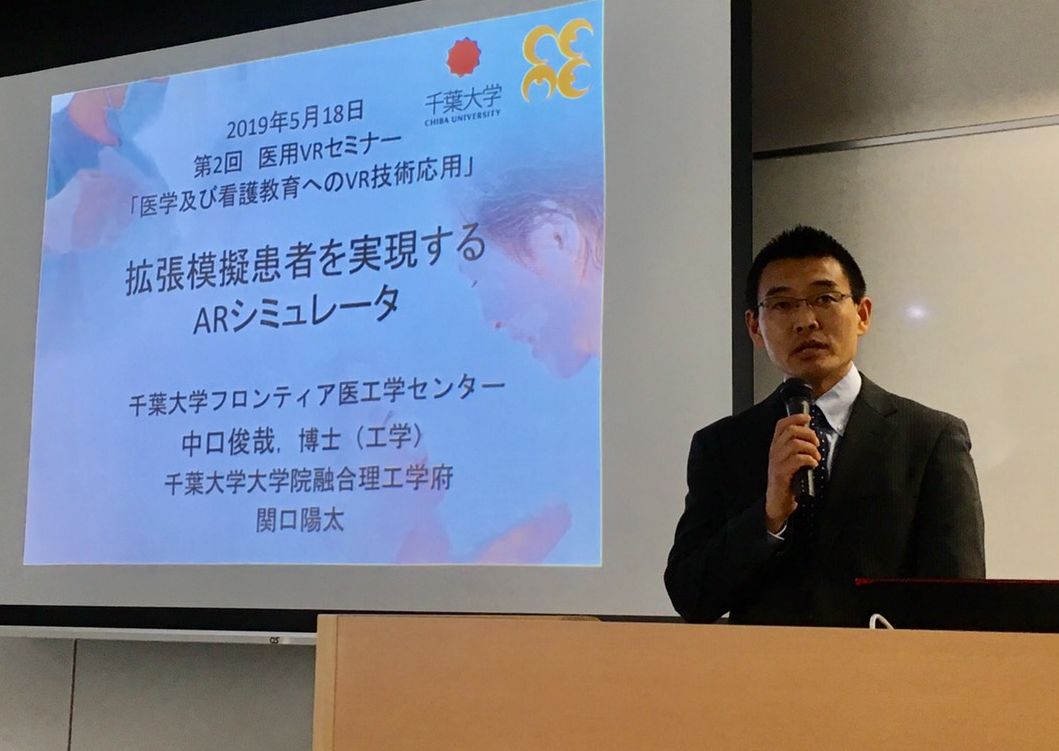 千葉大学
CHIBA UNIVERSITY
2019年5月18日
第2回 医用VRセミナー
「医学及び看護教育へのVR技術応用」
拡張模擬患者を実現する
ARシミュレータ
千葉大学フロンティア医工学センター
中口俊哉，博士（工学）
千葉大学大学院融合理工学府
関口陽太
OS